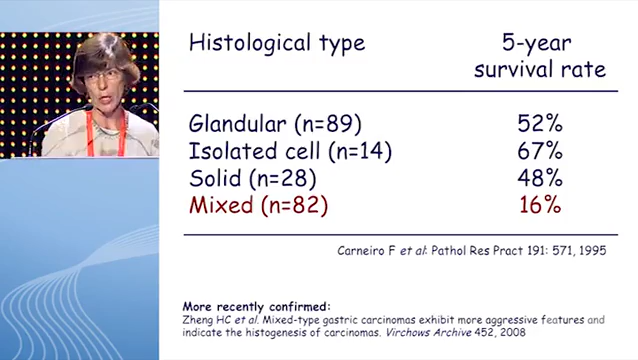 Histological type
5-year
survival rate
Glandular (n=89) 52%
Isolated cell (n=14) 67%
Solid (n=28) 48%
Mixed (n=82) 16%
Carneiro F et al: Pathol Res Pract 191: 571, 1995
More recently confirmed:
Zheng HC et al. Mixed-type gastric carcinomas exhibit more aggressive features and
indicate the histogenesis of carcinomas. Virchows Archive 452, 2008